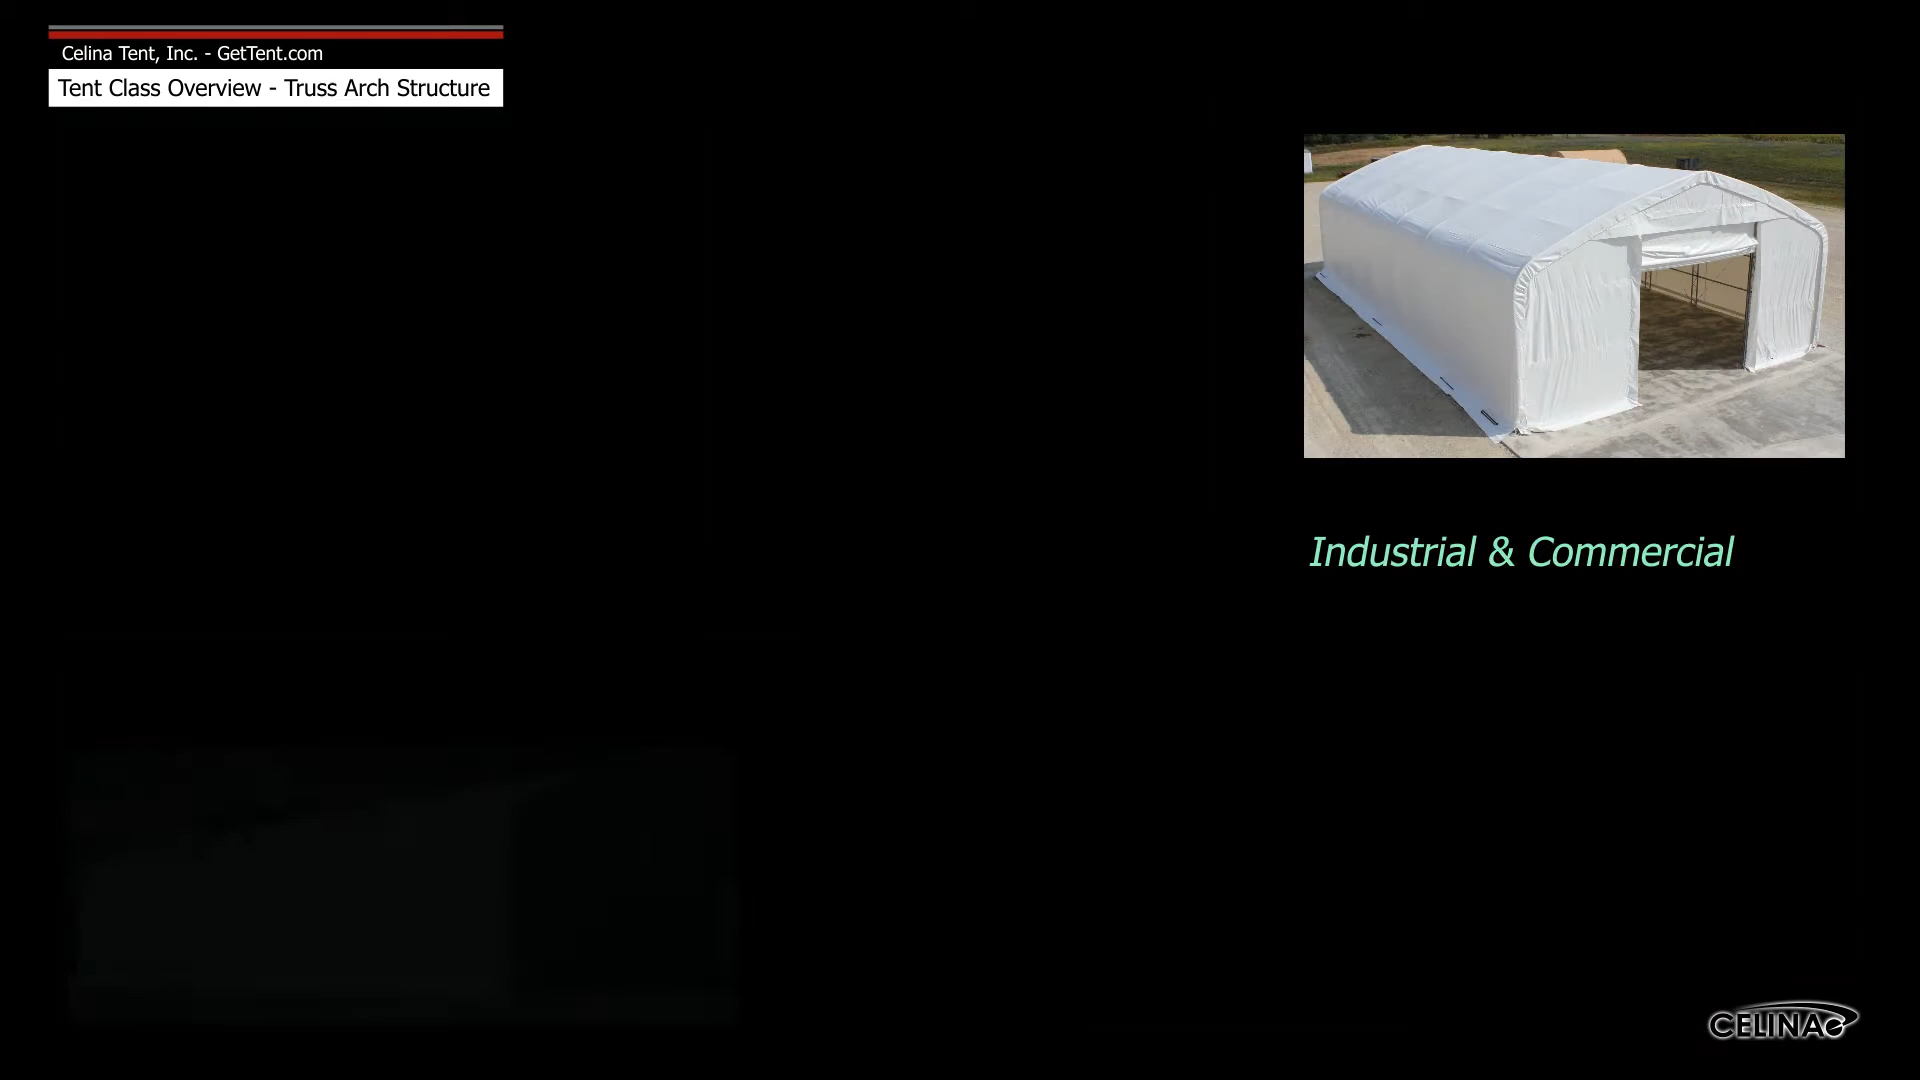 Celina Tent, Inc. - GetTent.com
Tent Class Overview - Truss Arch Structure
Industrial & Commercial
CELINA